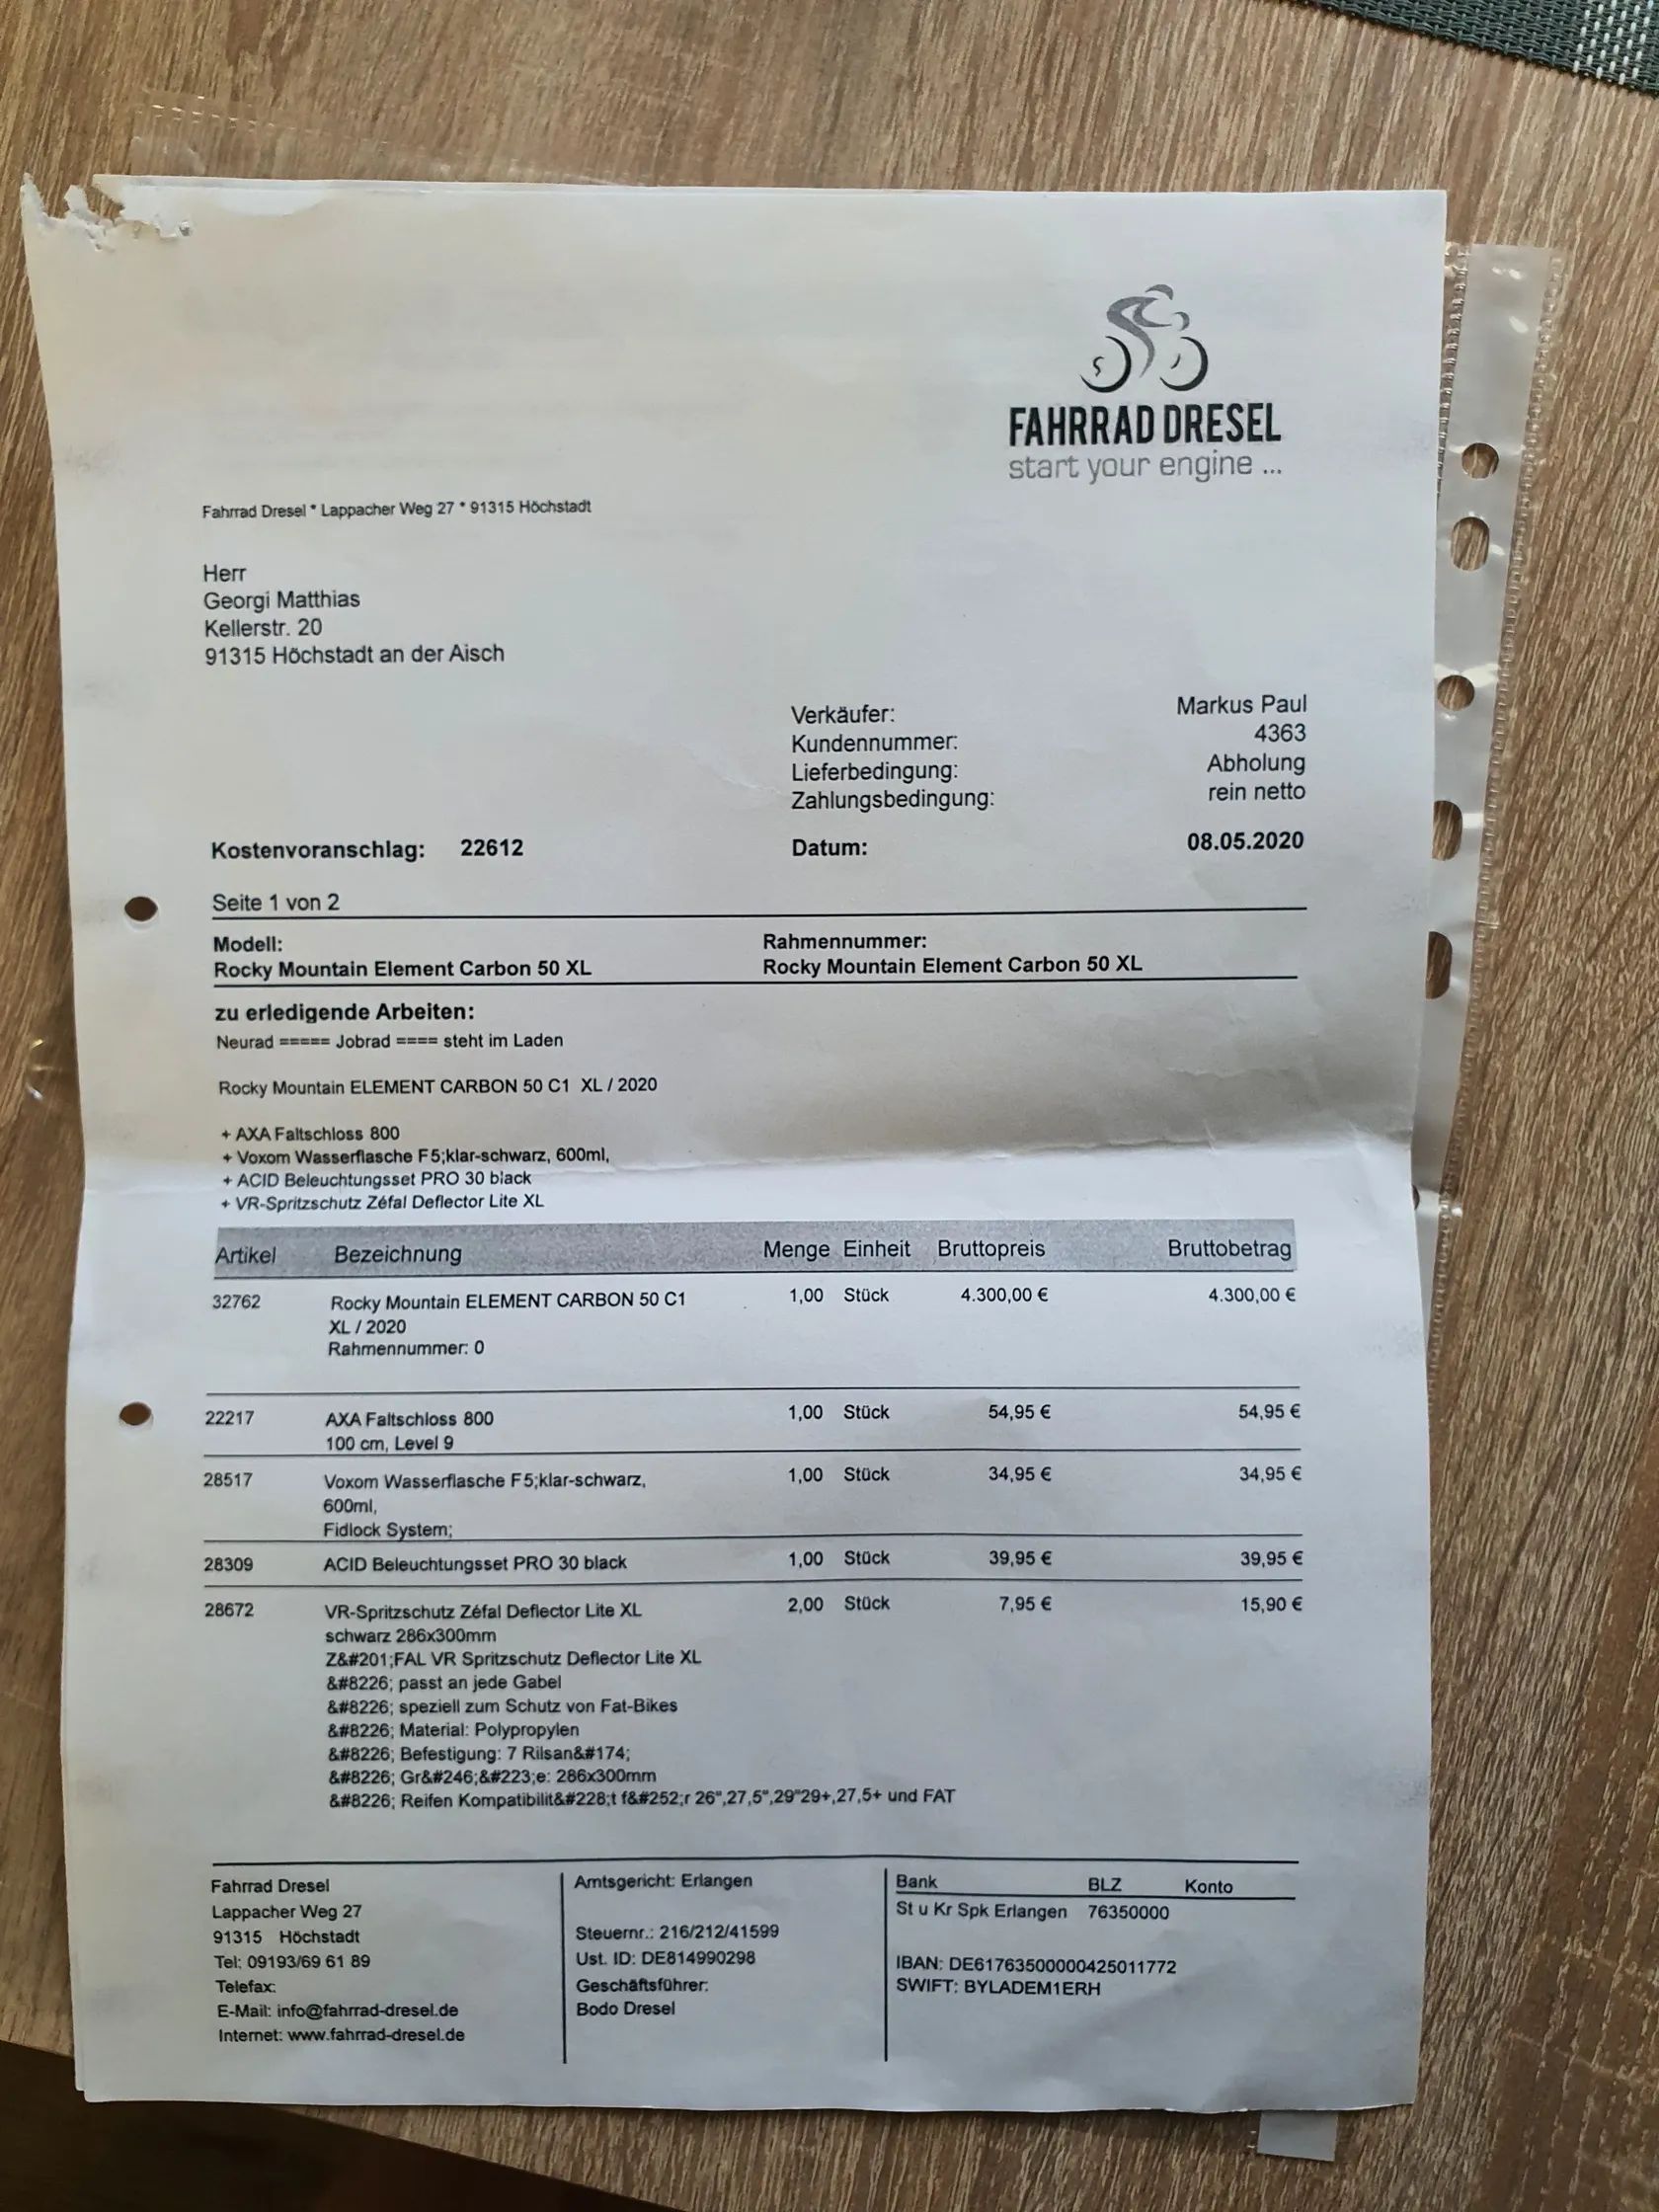 FAHRRAD DRESEL
start your engine ...
Fahrrad Dresel * Lappacher Weg 27 * 91315 Höchstadt
Herr
Georgi Matthias
Kellerstr. 20
91315 Höchstadt an der Aisch
Verkäufer: Markus Paul
Kundennummer: 4363
Lieferbedingung: Abholung
Zahlungsbedingung: rein netto
Kostenvoranschlag: 22612 Datum: 08.05.2020
Seite 1 von 2
Modell: Rahmennummer:
Rocky Mountain Element Carbon 50 XL Rocky Mountain Element Carbon 50 XL
zu erledigende Arbeiten:
Neurad ===== Jobrad ==== steht im Laden
Rocky Mountain ELEMENT CARBON 50 C1 XL / 2020
+ AXA Faltschloss 800
+ Voxom Wasserflasche F5;klar-schwarz, 600ml,
+ ACID Beleuchtungsset PRO 30 black
+ VR-Spritzschutz Zéfal Deflector Lite XL
Artikel Bezeichnung Menge Einheit Bruttopreis Bruttobetrag
32762 Rocky Mountain ELEMENT CARBON 50 C1 1,00 Stück 4.300,00 € 4.300,00 €
XL / 2020
Rahmennummer: 0
22217 AXA Faltschloss 800 1,00 Stück 54,95 € 54,95 €
100 cm, Level 9
28517 Voxom Wasserflasche F5;klar-schwarz, 1,00 Stück 34,95 € 34,95 €
600ml,
Fidlock System;
28309 ACID Beleuchtungsset PRO 30 black 1,00 Stück 39,95 € 39,95 €
28672 VR-Spritzschutz Zéfal Deflector Lite XL 2,00 Stück 7,95 € 15,90 €
schwarz 286x300mm
Z&#201;FAL VR Spritzschutz Deflector Lite XL
&#8226; passt an jede Gabel
&#8226; speziell zum Schutz von Fat-Bikes
&#8226; Material: Polypropylen
&#8226; Befestigung: 7 Rilsan&#174;
&#8226; Gr&#246;&#223;e: 286x300mm
&#8226; Reifen Kompatibilit&#228;t f&#252;r 26",27,5",29"29+,27,5+ und FAT
Fahrrad Dresel
Lappacher Weg 27
91315 Höchstadt
Tel: 09193/69 61 89
Telefax:
E-Mail: info@fahrrad-dresel.de
Internet: www.fahrrad-dresel.de
Amtsgericht: Erlangen
Steuernr.: 216/212/41599
Ust. ID: DE814990298
Geschäftsführer:
Bodo Dresel
Bank BLZ Konto
St u Kr Spk Erlangen 76350000
IBAN: DE61763500000425011772
SWIFT: BYLADEM1ERH